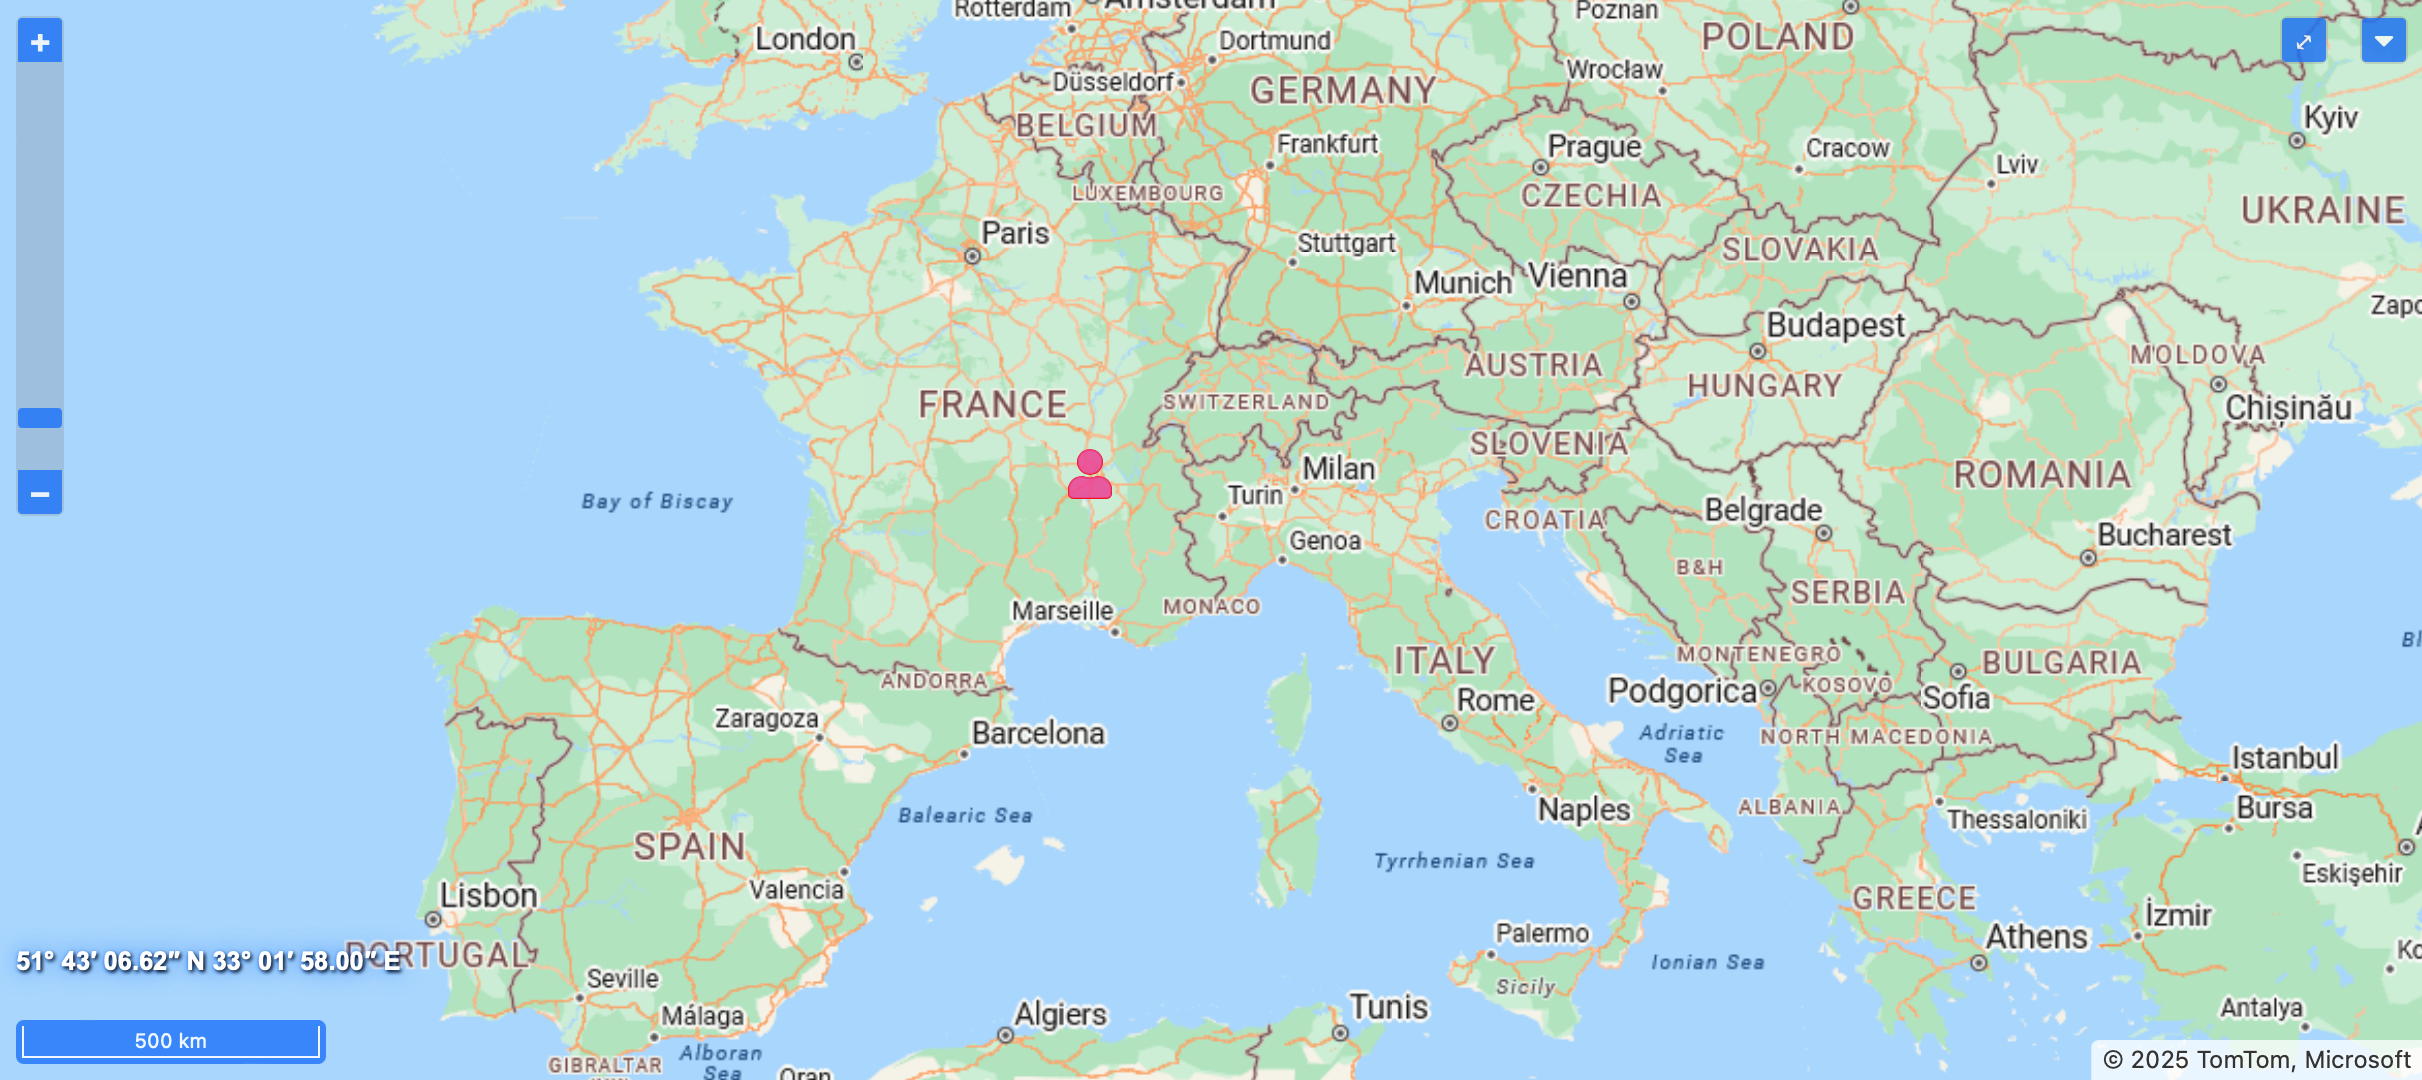 Rotterdam
Amsterdam
Poznan
POLAND
London
Dortmund
Düsseldorf
GERMANY
Wrocław
Kyiv
BELGIUM
Frankfurt
Prague
Cracow
Lviv
LUXEMBOURG
CZECHIA
UKRAINE
Paris
Stuttgart
SLOVAKIA
Munich
Vienna
Budapest
MOLDOVA
AUSTRIA
HUNGARY
FRANCE
SWITZERLAND
Chișinău
SLOVENIA
Milan
ROMANIA
Bay of Biscay
Turin
CROATIA
Belgrade
Genoa
Bucharest
B&H
SERBIA
Marseille
MONACO
MONTENEGRO
ITALY
BULGARIA
ANDORRA
Podgorica
KOSOVO
Sofia
Rome
Zaragoza
Barcelona
Adriatic
Sea
NORTH MACEDONIA
Istanbul
Naples
ALBANIA
Bursa
Balearic Sea
Thessaloniki
SPAIN
Tyrrhenian Sea
Eskişehir
Valencia
Lisbon
GREECE
İzmir
Palermo
Athens
PORTUGAL
51° 43′ 06.62″ N 33° 01′ 58.00″ E
Ionian Sea
Seville
Sicily
Málaga
Algiers
Tunis
Antalya
500 km
Alboran
Sea
GIBRALTAR
Oran
© 2025 TomTom, Microsoft